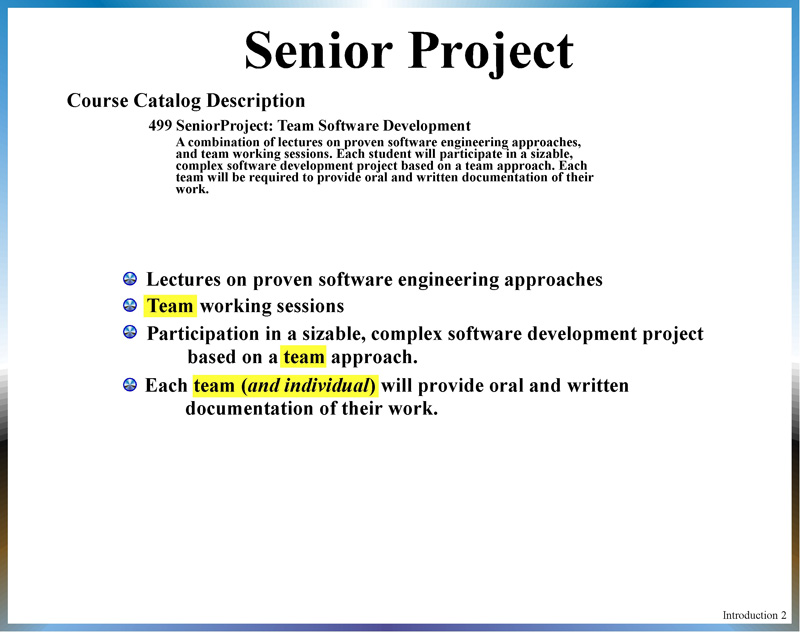 Senior Project
Course Catalog Description
499 SeniorProject: Team Software Development
A combination of lectures on proven software engineering approaches,
and team working sessions. Each student will participate in a sizable,
complex software development project based on a team approach. Each
team will be required to provide oral and written documentation of their
work.
Lectures on proven software engineering approaches
Team working sessions
Participation in a sizable, complex software development project
based on a team approach.
Each team (and individual) will provide oral and written
documentation of their work.
Introduction 2